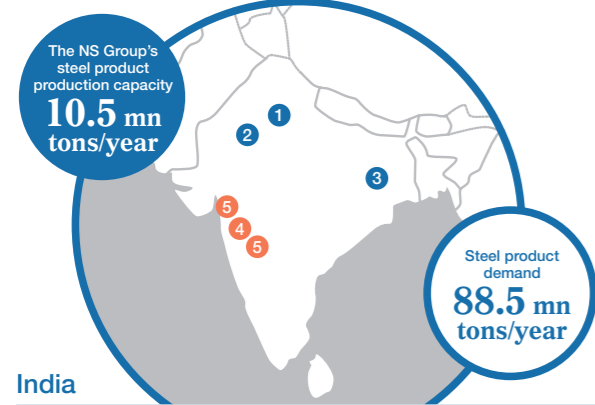 The NS Group's
steel product
production capacity
10.5 mn
tons/year
1
2
3
5
4
5
Steel product
demand
88.5 mn
tons/year
India